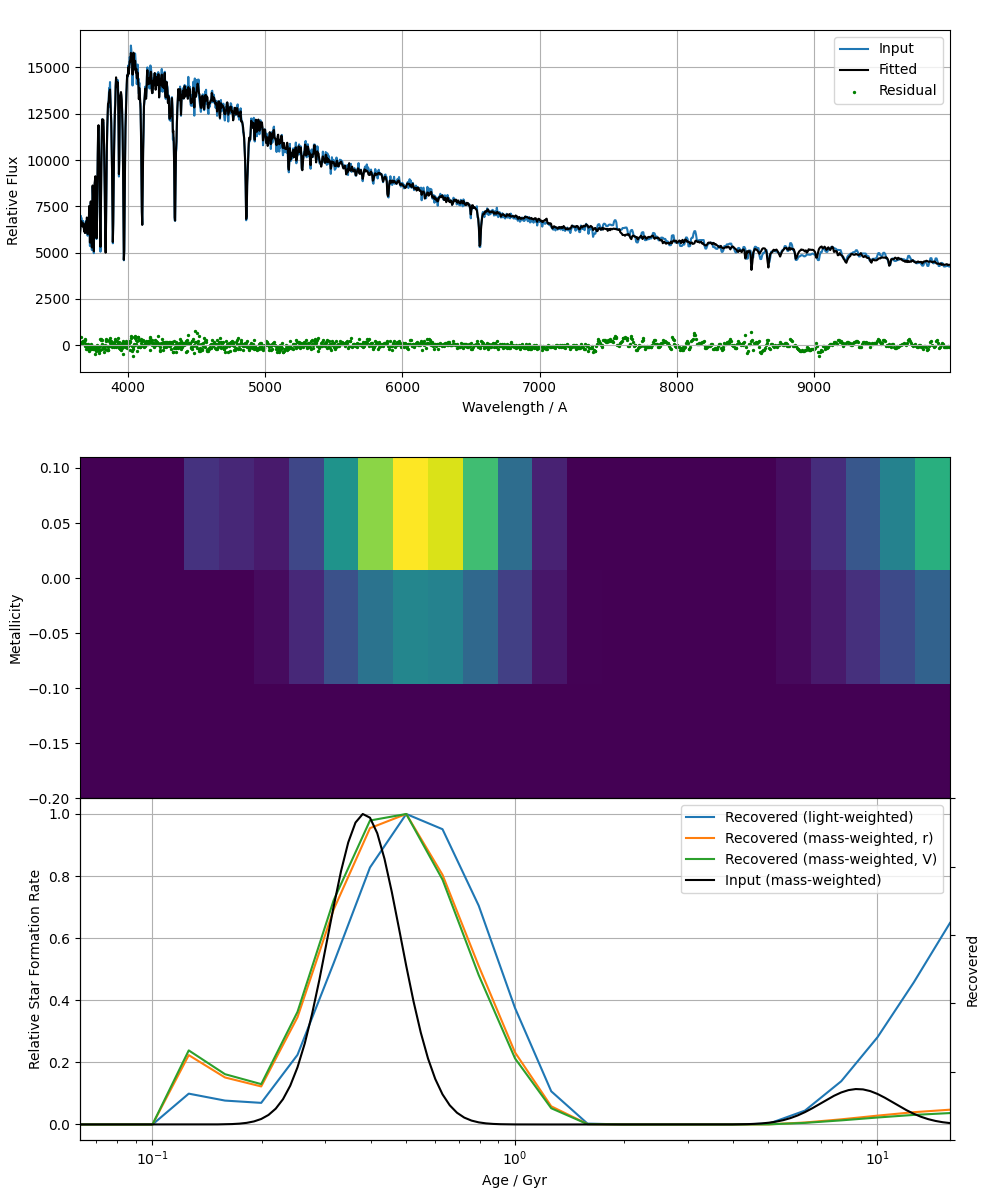 15000
12500
10000
7500
5000
2500
0
Relative Flux
Input
Fitted
Residual
4000 5000 6000 7000 8000 9000
Wavelength / A
0.10
0.05
0.00
−0.05
−0.10
−0.15
−0.20
Metallicity
1.0
0.8
0.6
0.4
0.2
0.0
Relative Star Formation Rate
Recovered (light-weighted)
Recovered (mass-weighted, r)
Recovered (mass-weighted, V)
Input (mass-weighted)
Recovered
10⁻¹ 10⁰ 10¹
Age / Gyr